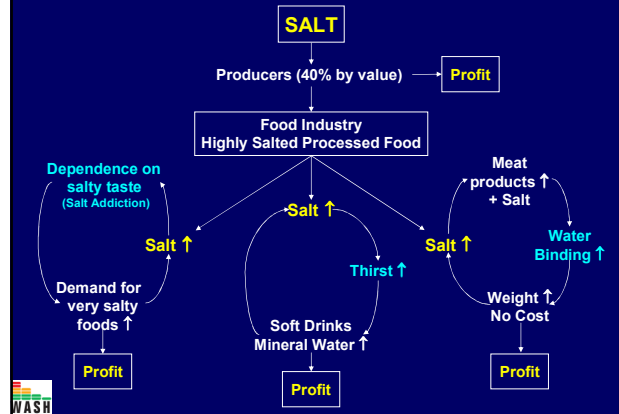 SALT
Producers (40% by value)
Profit
Food Industry
Highly Salted Processed Food
Dependence on
salty taste
(Salt Addiction)
Salt ↑
Demand for
very salty
foods ↑
Profit
Salt ↑
Thirst ↑
Soft Drinks
Mineral Water ↑
Profit
Meat
products ↑
+ Salt
Salt ↑
Water
Binding ↑
Weight ↑
No Cost
Profit
WASH